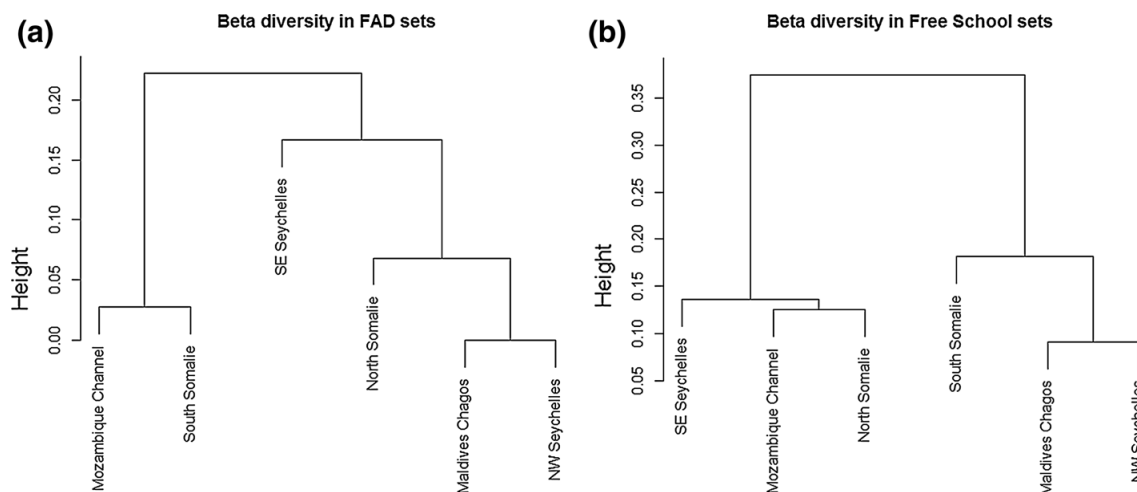 (a)
Beta diversity in FAD sets
Height
0.20
0.15
0.10
0.05
0.00
Mozambique Channel
South Somalie
SE Seychelles
North Somalie
Maldives Chagos
NW Seychelles
(b)
Beta diversity in Free School sets
Height
0.35
0.30
0.25
0.20
0.15
0.10
0.05
SE Seychelles
Mozambique Channel
North Somalie
South Somalie
Maldives Chagos
NW Seychelles